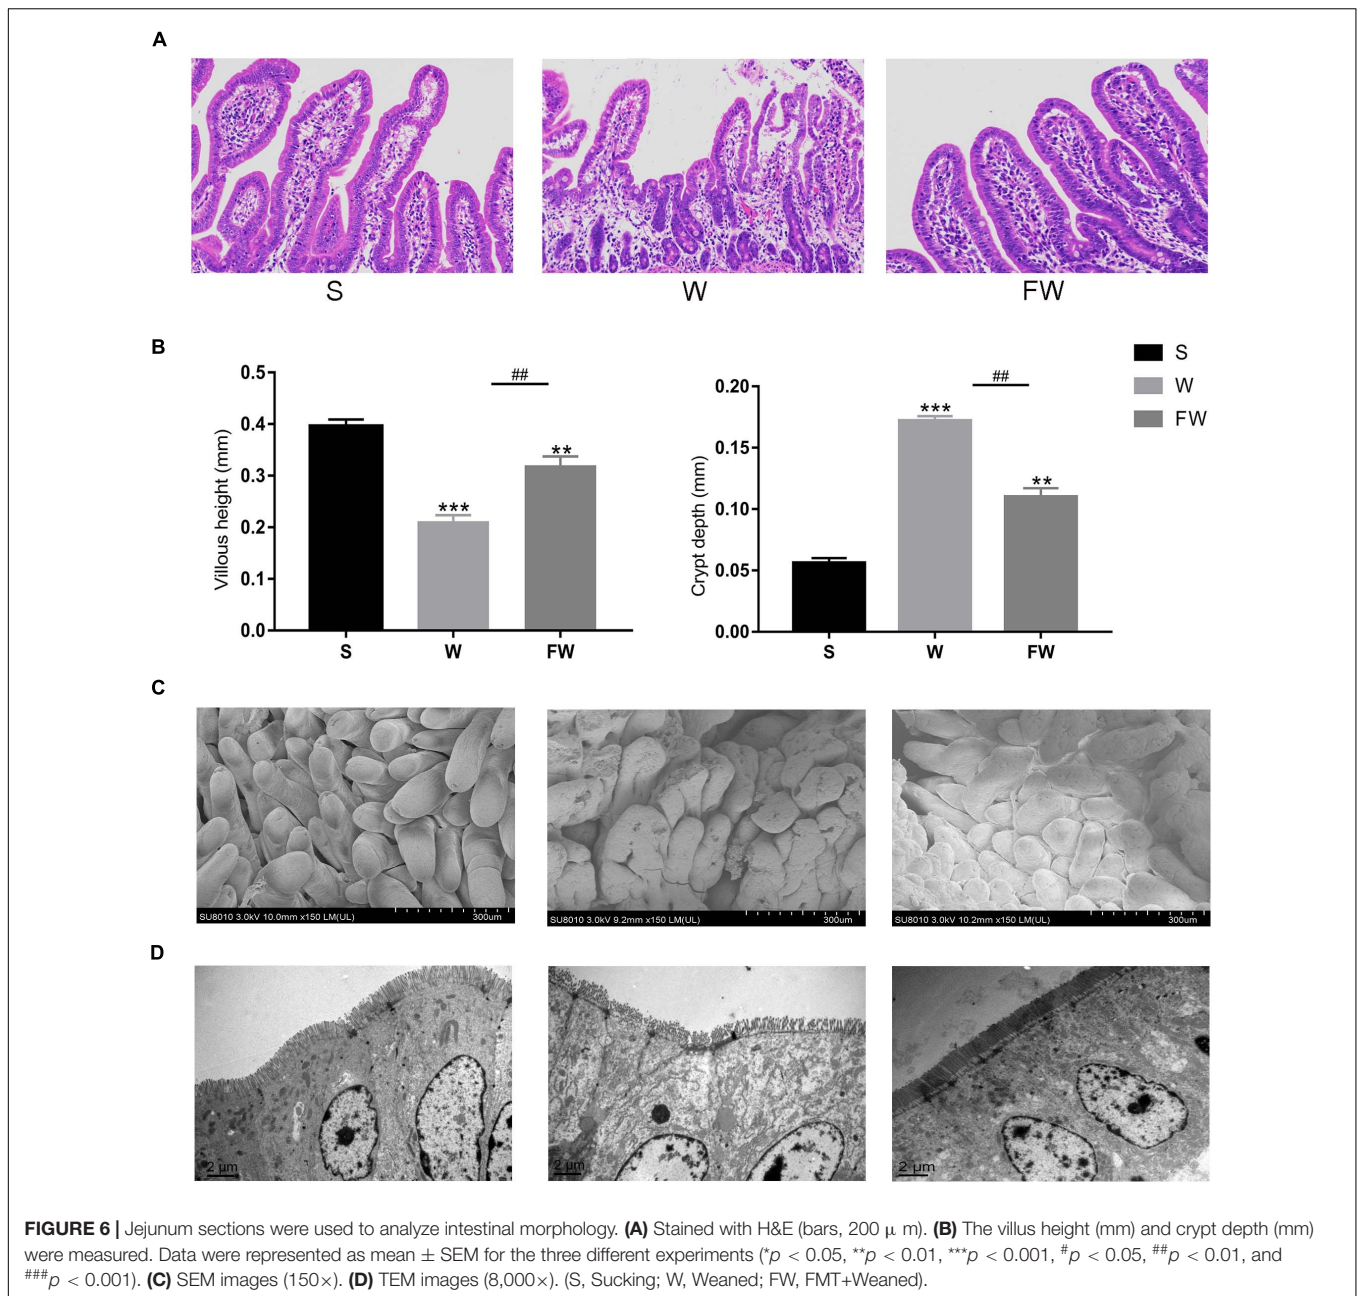 A
S
W
FW
B
S
W
FW
##
0.5
0.4
0.3
0.2
0.1
0.0
Villous height (mm)
***
**
S
W
FW
##
0.20
0.15
0.10
0.05
0.00
Crypt depth (mm)
***
**
S
W
FW
C
SU8010 3.0kV 10.0mm x150 LM(UL) 300um
SU8010 3.0kV 9.2mm x150 LM(UL) 300um
SU8010 3.0kV 10.2mm x150 LM(UL) 300um
D
2 μm
2 μm
2 μm
FIGURE 6 | Jejunum sections were used to analyze intestinal morphology. (A) Stained with H&E (bars, 200 μ m). (B) The villus height (mm) and crypt depth (mm)
were measured. Data were represented as mean ± SEM for the three different experiments (*p < 0.05, **p < 0.01, ***p < 0.001, #p < 0.05, ##p < 0.01, and
###p < 0.001). (C) SEM images (150×). (D) TEM images (8,000×). (S, Sucking; W, Weaned; FW, FMT+Weaned).